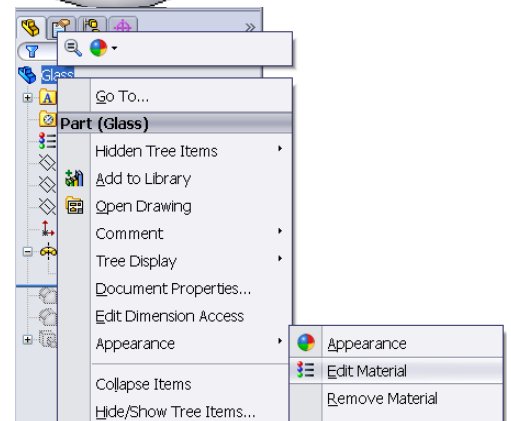 »
Glass
A
Go To...
Part (Glass)
Hidden Tree Items
Add to Library
Open Drawing
Comment
Tree Display
Document Properties...
Edit Dimension Access
Appearance
Appearance
Edit Material
Collapse Items
Remove Material
Hide/Show Tree Items...